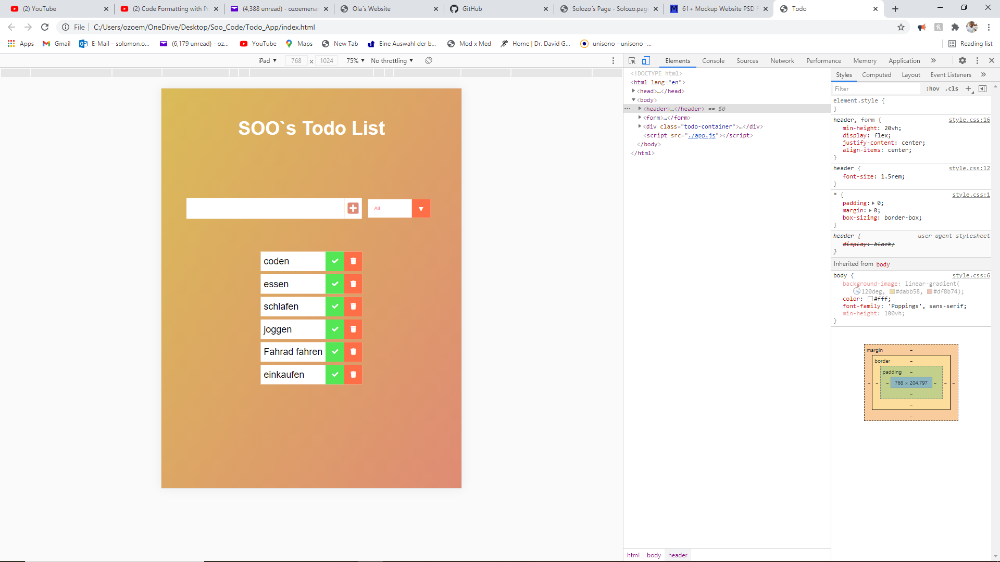 (2) YouTube
(2) Code Formatting with Pr
(4,388 unread) - ozoemenar
Ola´s Website
GitHub
Solozo´s Page - Solozo.page
61+ Mockup Website PSD F
Todo
File
C:/Users/ozoem/OneDrive/Desktop/Soo_Code/Todo_App/index.html
Apps
Gmail
E-Mail – solomon.o...
(6,179 unread) - oz...
YouTube
Maps
New Tab
Eine Auswahl der b...
Mod x Med
Home | Dr. David G...
unisono - unisono -...
Reading list
iPad ▼
768 × 1024
75% ▼
No throttling ▼
SOO`s Todo List
All
▼
coden
essen
schlafen
joggen
Fahrad fahren
einkaufen
Elements
Console
Sources
Network
Performance
Memory
Application
»
<!DOCTYPE html>
<html lang="en">
<head>…</head>
<body>
<header>…</header> == $0
<form>…</form>
<div class="todo-container">…</div>
<script src="./app.js"></script>
</body>
</html>
html body header
Styles
Computed
Layout
Event Listeners
»
Filter
:hov .cls +
element.style {
}
header, form { style.css:16
min-height: 20vh;
display: flex;
justify-content: center;
align-items: center;
}
header { style.css:12
font-size: 1.5rem;
}
* { style.css:1
padding: 0;
margin: 0;
box-sizing: border-box;
}
header { user agent stylesheet
display: block;
}
Inherited from body
body { style.css:6
background-image: linear-gradient(
120deg, #dabb58, #df8b74);
color: #fff;
font-family: 'Poppings', sans-serif;
min-height: 100vh;
}
margin –
border –
padding –
– – – 768 × 204.797 – – –
–
–
–